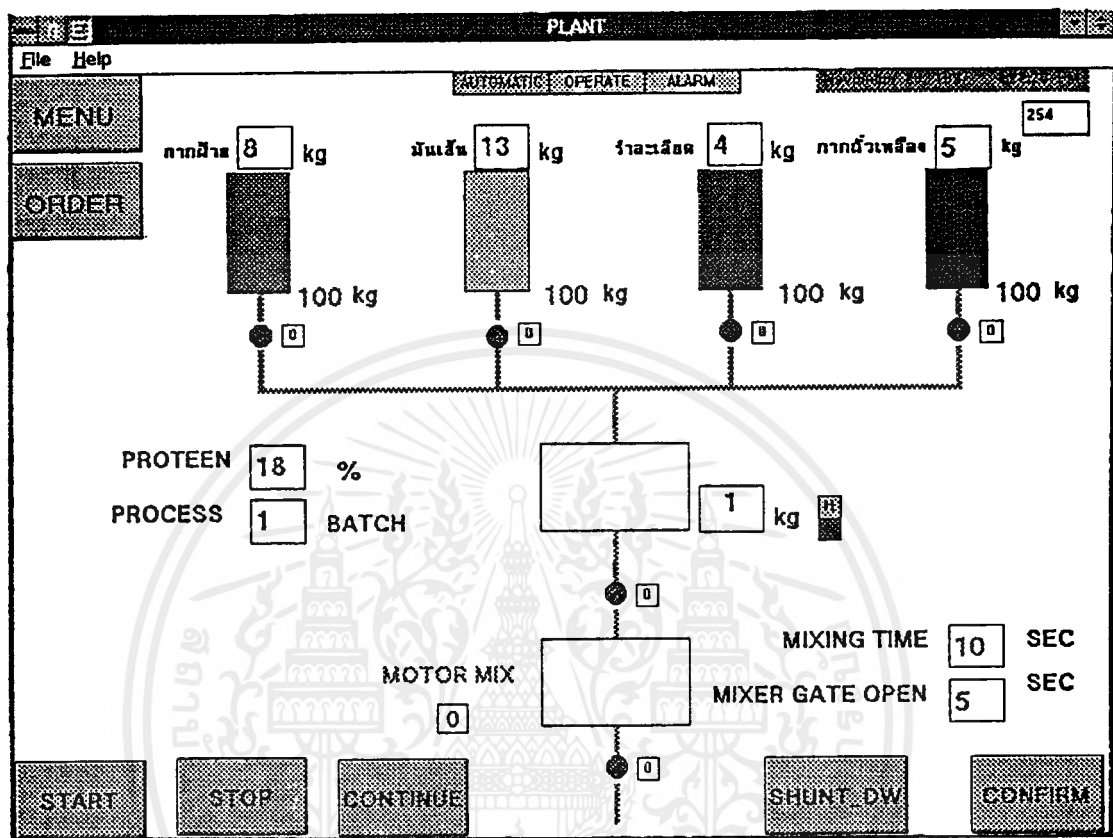 PLANT
File Help
AUTOMATIC OPERATE ALARM
MENU
254
กากฝ้าย 8 kg มันเส้น 13 kg รำละเอียด 4 kg กากถั่วเหลือง 5 kg
ORDER
100 kg 100 kg 100 kg 100 kg
0 0 0 0
PROTEEN 18 %
PROCESS 1 BATCH
1 kg H
0
MIXING TIME 10 SEC
MOTOR MIX
MIXER GATE OPEN 5 SEC
0
0
START STOP CONTINUE SHUNT_DW CONFIRM